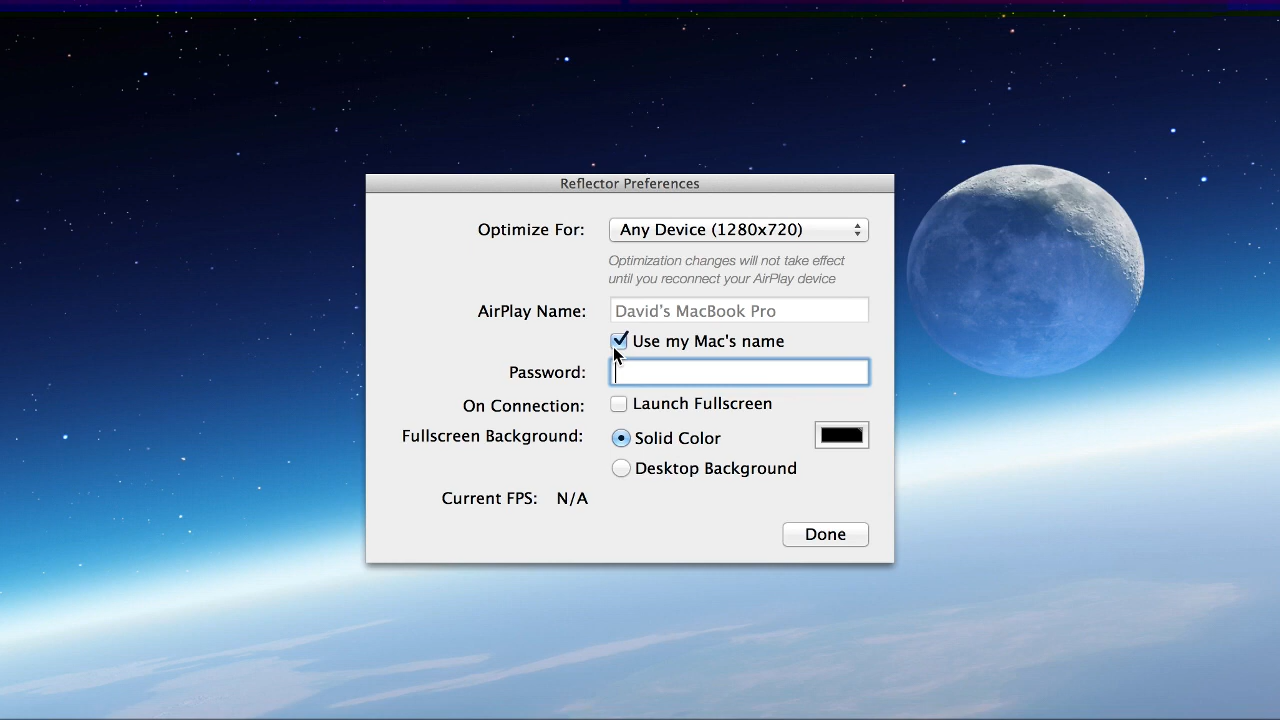 Reflector Preferences
Optimize For: Any Device (1280x720)
Optimization changes will not take effect
until you reconnect your AirPlay device
AirPlay Name: David's MacBook Pro
Use my Mac's name
Password:
On Connection: Launch Fullscreen
Fullscreen Background: Solid Color
Desktop Background
Current FPS: N/A
Done